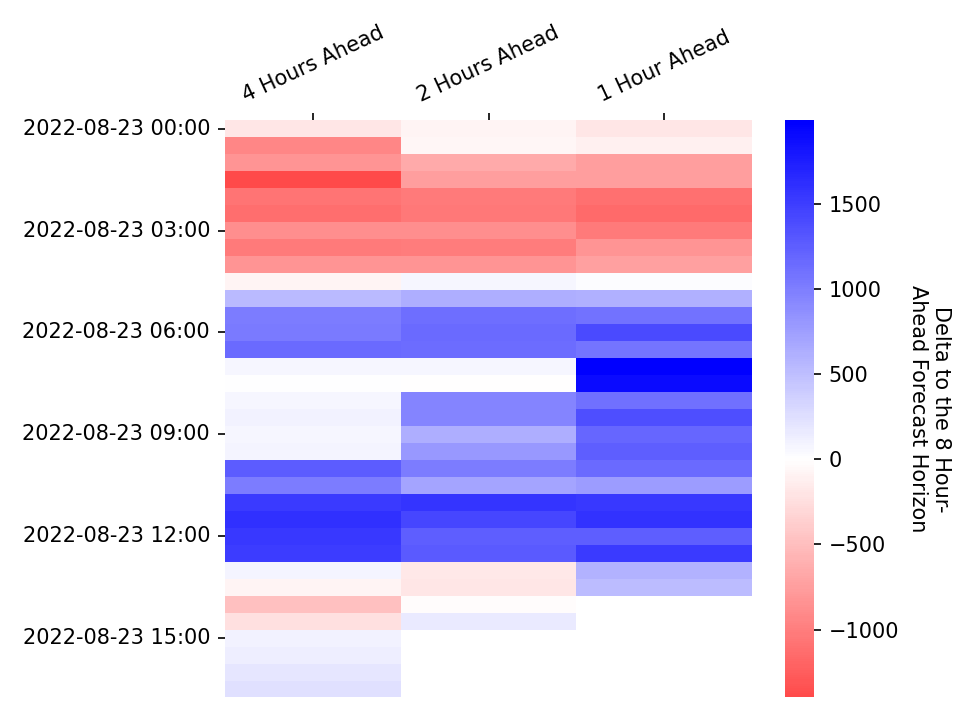 4 Hours Ahead
2 Hours Ahead
1 Hour Ahead
2022-08-23 00:00
2022-08-23 03:00
2022-08-23 06:00
2022-08-23 09:00
2022-08-23 12:00
2022-08-23 15:00
1500
1000
500
0
−500
−1000
Delta to the 8 Hour-
Ahead Forecast Horizon